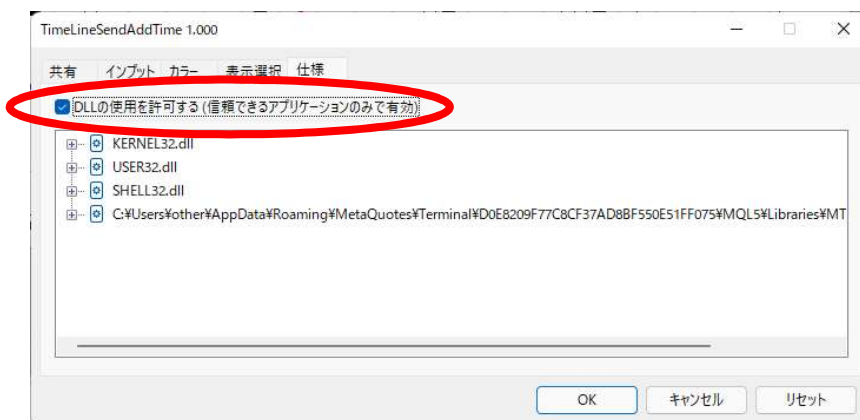 TimeLineSendAddTime 1.000
共有 インプット カラー 表示選択 仕様
DLLの使用を許可する (信頼できるアプリケーションのみで有効)
KERNEL32.dll
USER32.dll
SHELL32.dll
C:¥Users¥other¥AppData¥Roaming¥MetaQuotes¥Terminal¥D0E8209F77C8CF37AD8BF550E51FF075¥MQL5¥Libraries¥MT
OK キャンセル リセット